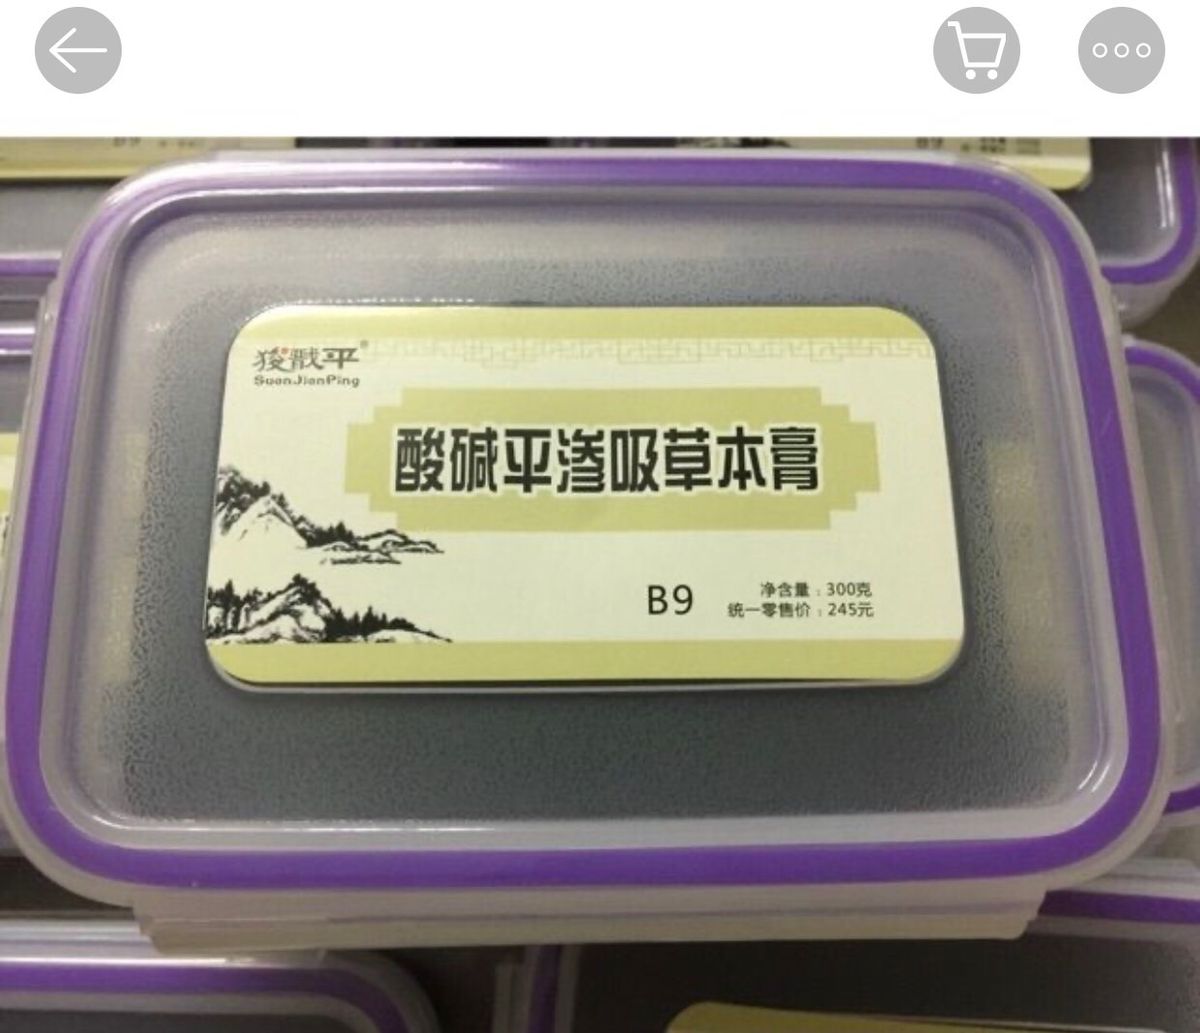 狻戬平®
SuanJianPing
酸碱平渗吸草本膏
B9
净含量：300克
统一零售价：245元